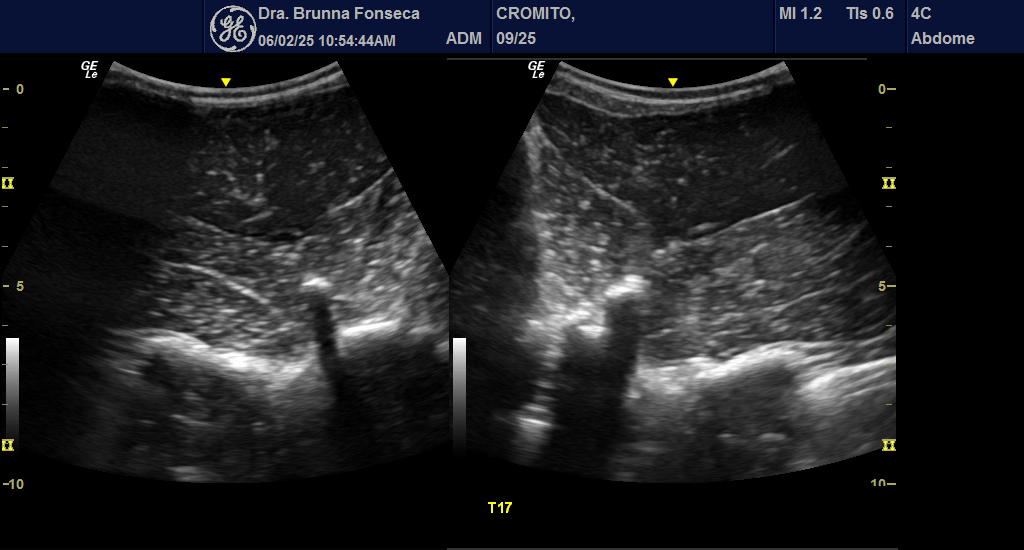 Dra. Brunna Fonseca
06/02/25 10:54:44AM
ADM
CROMITO,
09/25
MI 1.2
TIs 0.6
4C
Abdome
GE
Le
GE
Le
0
5
10
0
5
10
T17